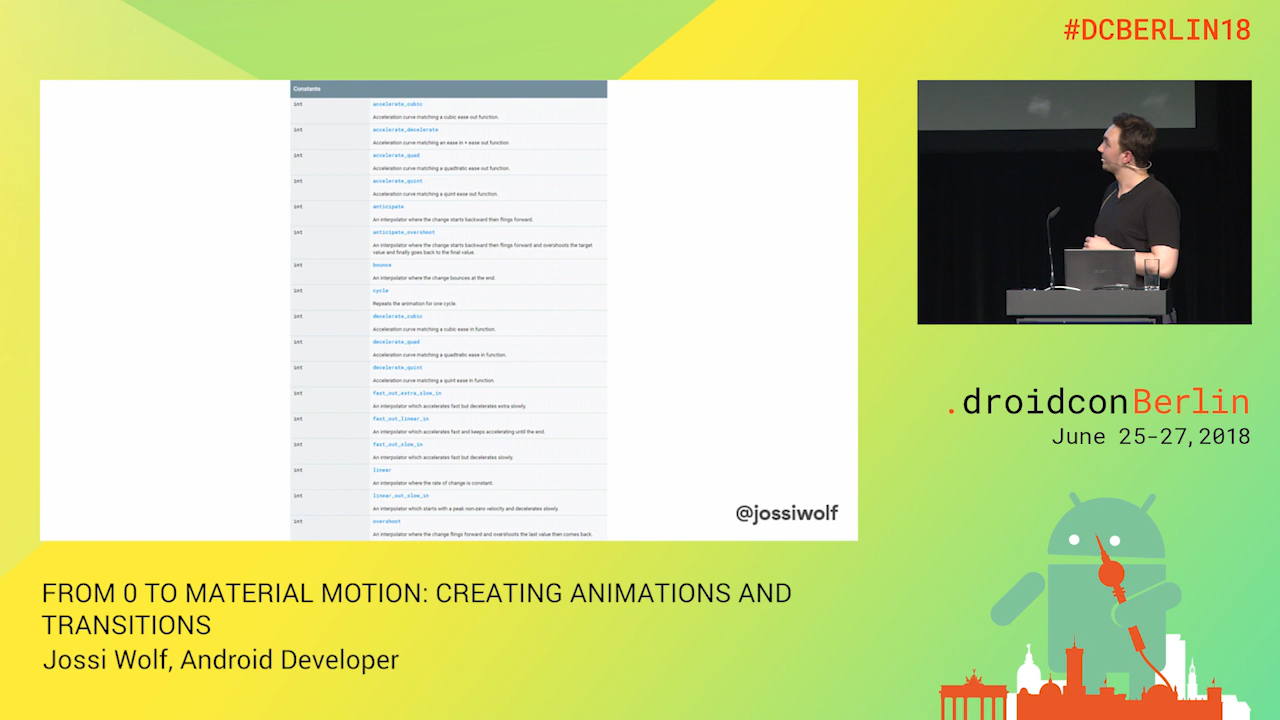 #DCBERLIN18
Constants
int accelerate_cubic
Acceleration curve matching a cubic ease out function.
int accelerate_decelerate
Acceleration curve matching an ease in + ease out function
int accelerate_quad
Acceleration curve matching a quadtratic ease out function.
int accelerate_quint
Acceleration curve matching a quint ease out function.
int anticipate
An interpolator where the change starts backward then flings forward.
int anticipate_overshoot
An interpolator where the change starts backward then flings forward and overshoots the target
value and finally goes back to the final value.
int bounce
An interpolator where the change bounces at the end.
int cycle
Repeats the animation for one cycle.
int decelerate_cubic
Acceleration curve matching a cubic ease in function.
int decelerate_quad
Acceleration curve matching a quadtratic ease in function.
int decelerate_quint
Acceleration curve matching a quint ease in function.
int fast_out_extra_slow_in
An interpolator which accelerates fast but decelerates extra slowly.
int fast_out_linear_in
An interpolator which accelerates fast and keeps accelerating until the end.
int fast_out_slow_in
An interpolator which accelerates fast but decelerates slowly.
int linear
An interpolator where the rate of change is constant.
int linear_out_slow_in
An interpolator which starts with a peak non-zero velocity and decelerates slowly.
int overshoot
An interpolator where the change flings forward and overshoots the last value then comes back.
@jossiwolf
.droidconBerlin
June 25-27,2018
FROM 0 TO MATERIAL MOTION: CREATING ANIMATIONS AND
TRANSITIONS
Jossi Wolf, Android Developer